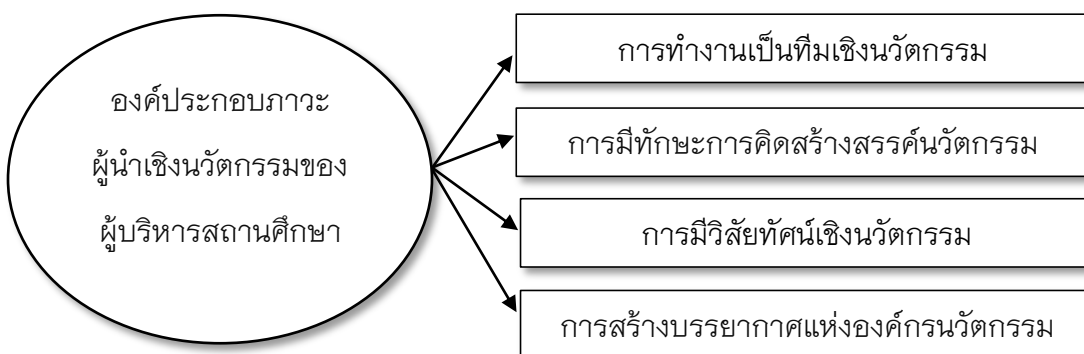 องค์ประกอบภาวะ
ผู้นำเชิงนวัตกรรมของ
ผู้บริหารสถานศึกษา
การทำงานเป็นทีมเชิงนวัตกรรม
การมีทักษะการคิดสร้างสรรค์นวัตกรรม
การมีวิสัยทัศน์เชิงนวัตกรรม
การสร้างบรรยากาศแห่งองค์กรนวัตกรรม